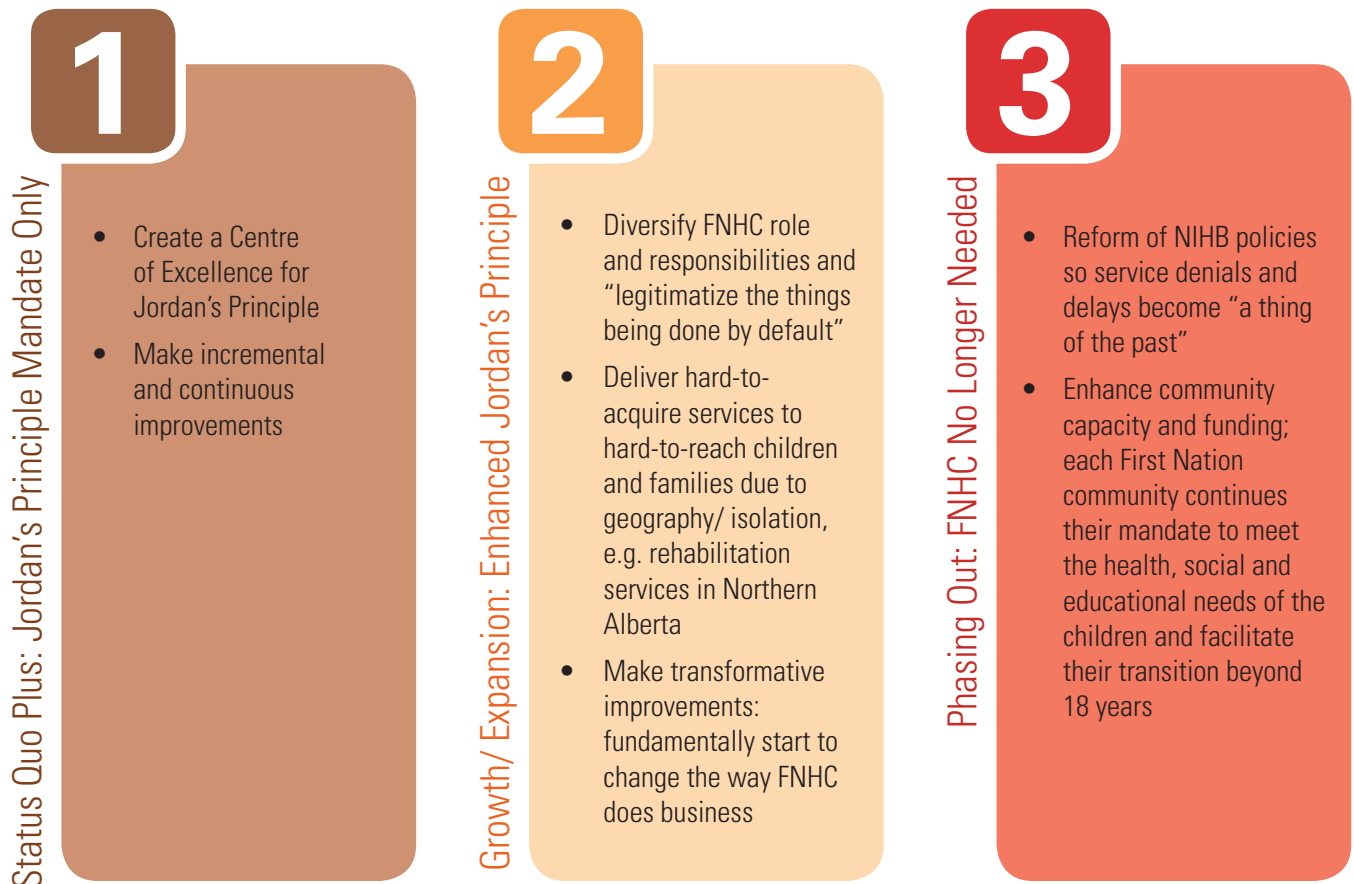 1
Status Quo Plus: Jordan's Principle Mandate Only
• Create a Centre
of Excellence for
Jordan's Principle
• Make incremental
and continuous
improvements
2
Growth/ Expansion: Enhanced Jordan's Principle
• Diversify FNHC role
and responsibilities and
“legitimatize the things
being done by default”
• Deliver hard-to-
acquire services to
hard-to-reach children
and families due to
geography/ isolation,
e.g. rehabilitation
services in Northern
Alberta
• Make transformative
improvements:
fundamentally start to
change the way FNHC
does business
3
Phasing Out: FNHC No Longer Needed
• Reform of NIHB policies
so service denials and
delays become “a thing
of the past”
• Enhance community
capacity and funding;
each First Nation
community continues
their mandate to meet
the health, social and
educational needs of the
children and facilitate
their transition beyond
18 years